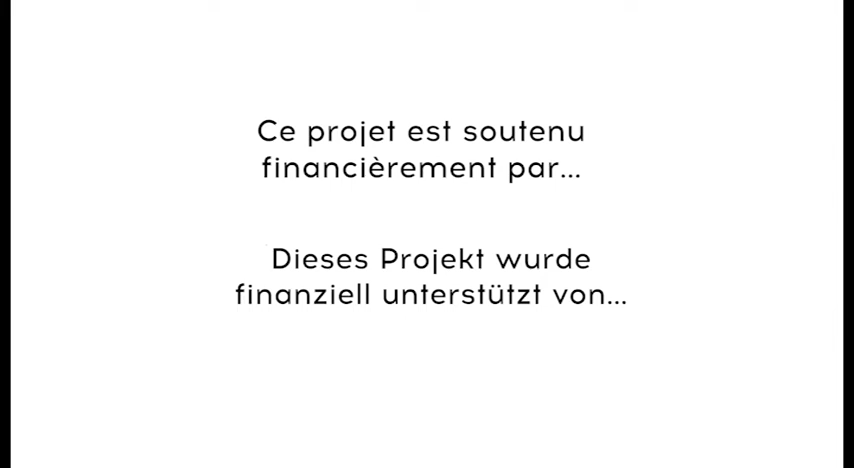 Ce projet est soutenu
financièrement par...
Dieses Projekt wurde
finanziell unterstützt von...